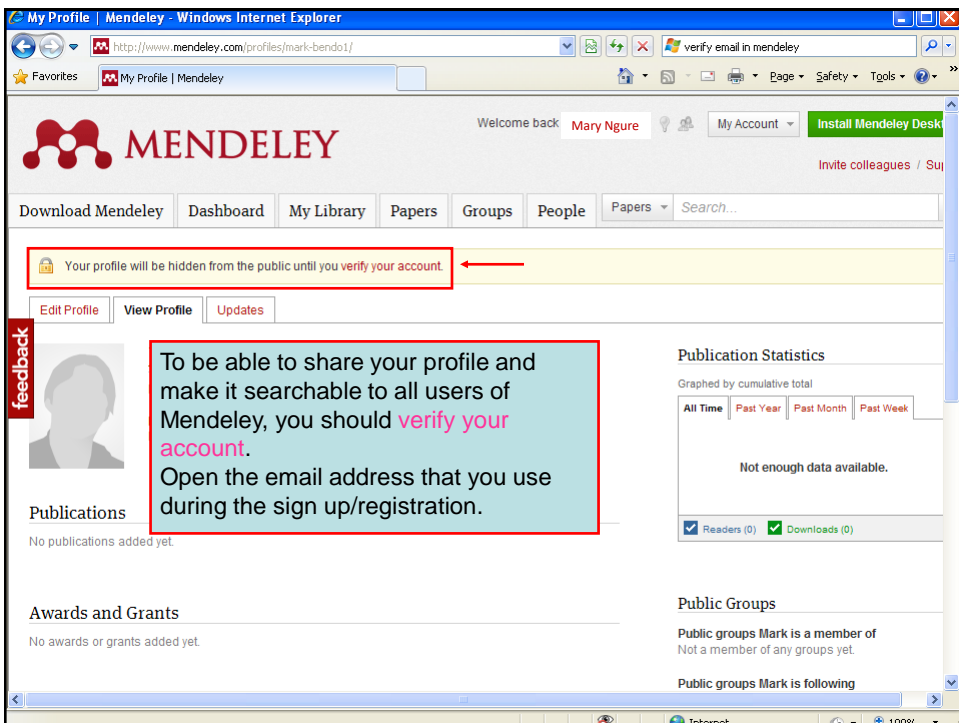 My Profile | Mendeley - Windows Internet Explorer
http://www.mendeley.com/profiles/mark-bendo1/
verify email in mendeley
Favorites My Profile | Mendeley Page Safety Tools
MENDELEY
Welcome back Mary Ngure My Account Install Mendeley Deskt
Invite colleagues / Sup
Download Mendeley Dashboard My Library Papers Groups People Papers Search...
Your profile will be hidden from the public until you verify your account.
Edit Profile View Profile Updates
feedback
To be able to share your profile and
make it searchable to all users of
Mendeley, you should verify your
account.
Open the email address that you use
during the sign up/registration.
Publications
No publications added yet.
Awards and Grants
No awards or grants added yet.
Publication Statistics
Graphed by cumulative total
All Time Past Year Past Month Past Week
Not enough data available.
Readers (0) Downloads (0)
Public Groups
Public groups Mark is a member of
Not a member of any groups yet.
Public groups Mark is following
Internet 100%